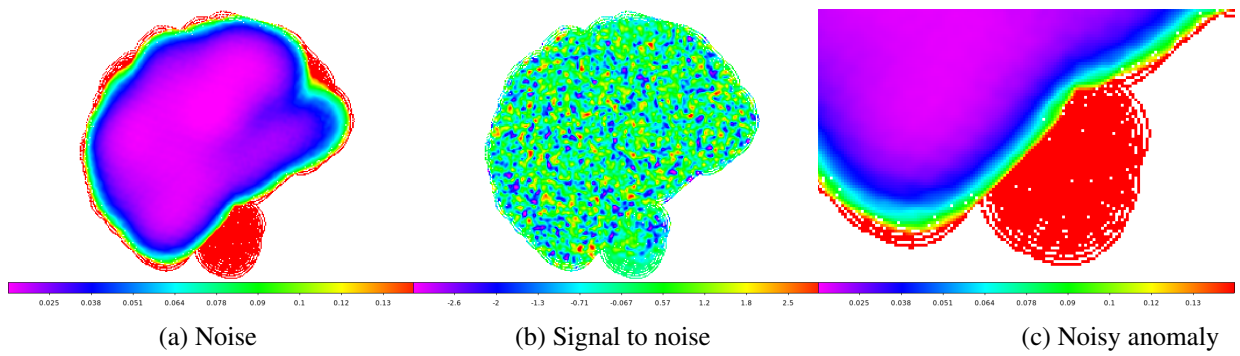 0.025 0.038 0.051 0.064 0.078 0.09 0.1 0.12 0.13
-2.6 -2 -1.3 -0.71 -0.067 0.57 1.2 1.8 2.5
0.025 0.038 0.051 0.064 0.078 0.09 0.1 0.12 0.13
(a) Noise
(b) Signal to noise
(c) Noisy anomaly